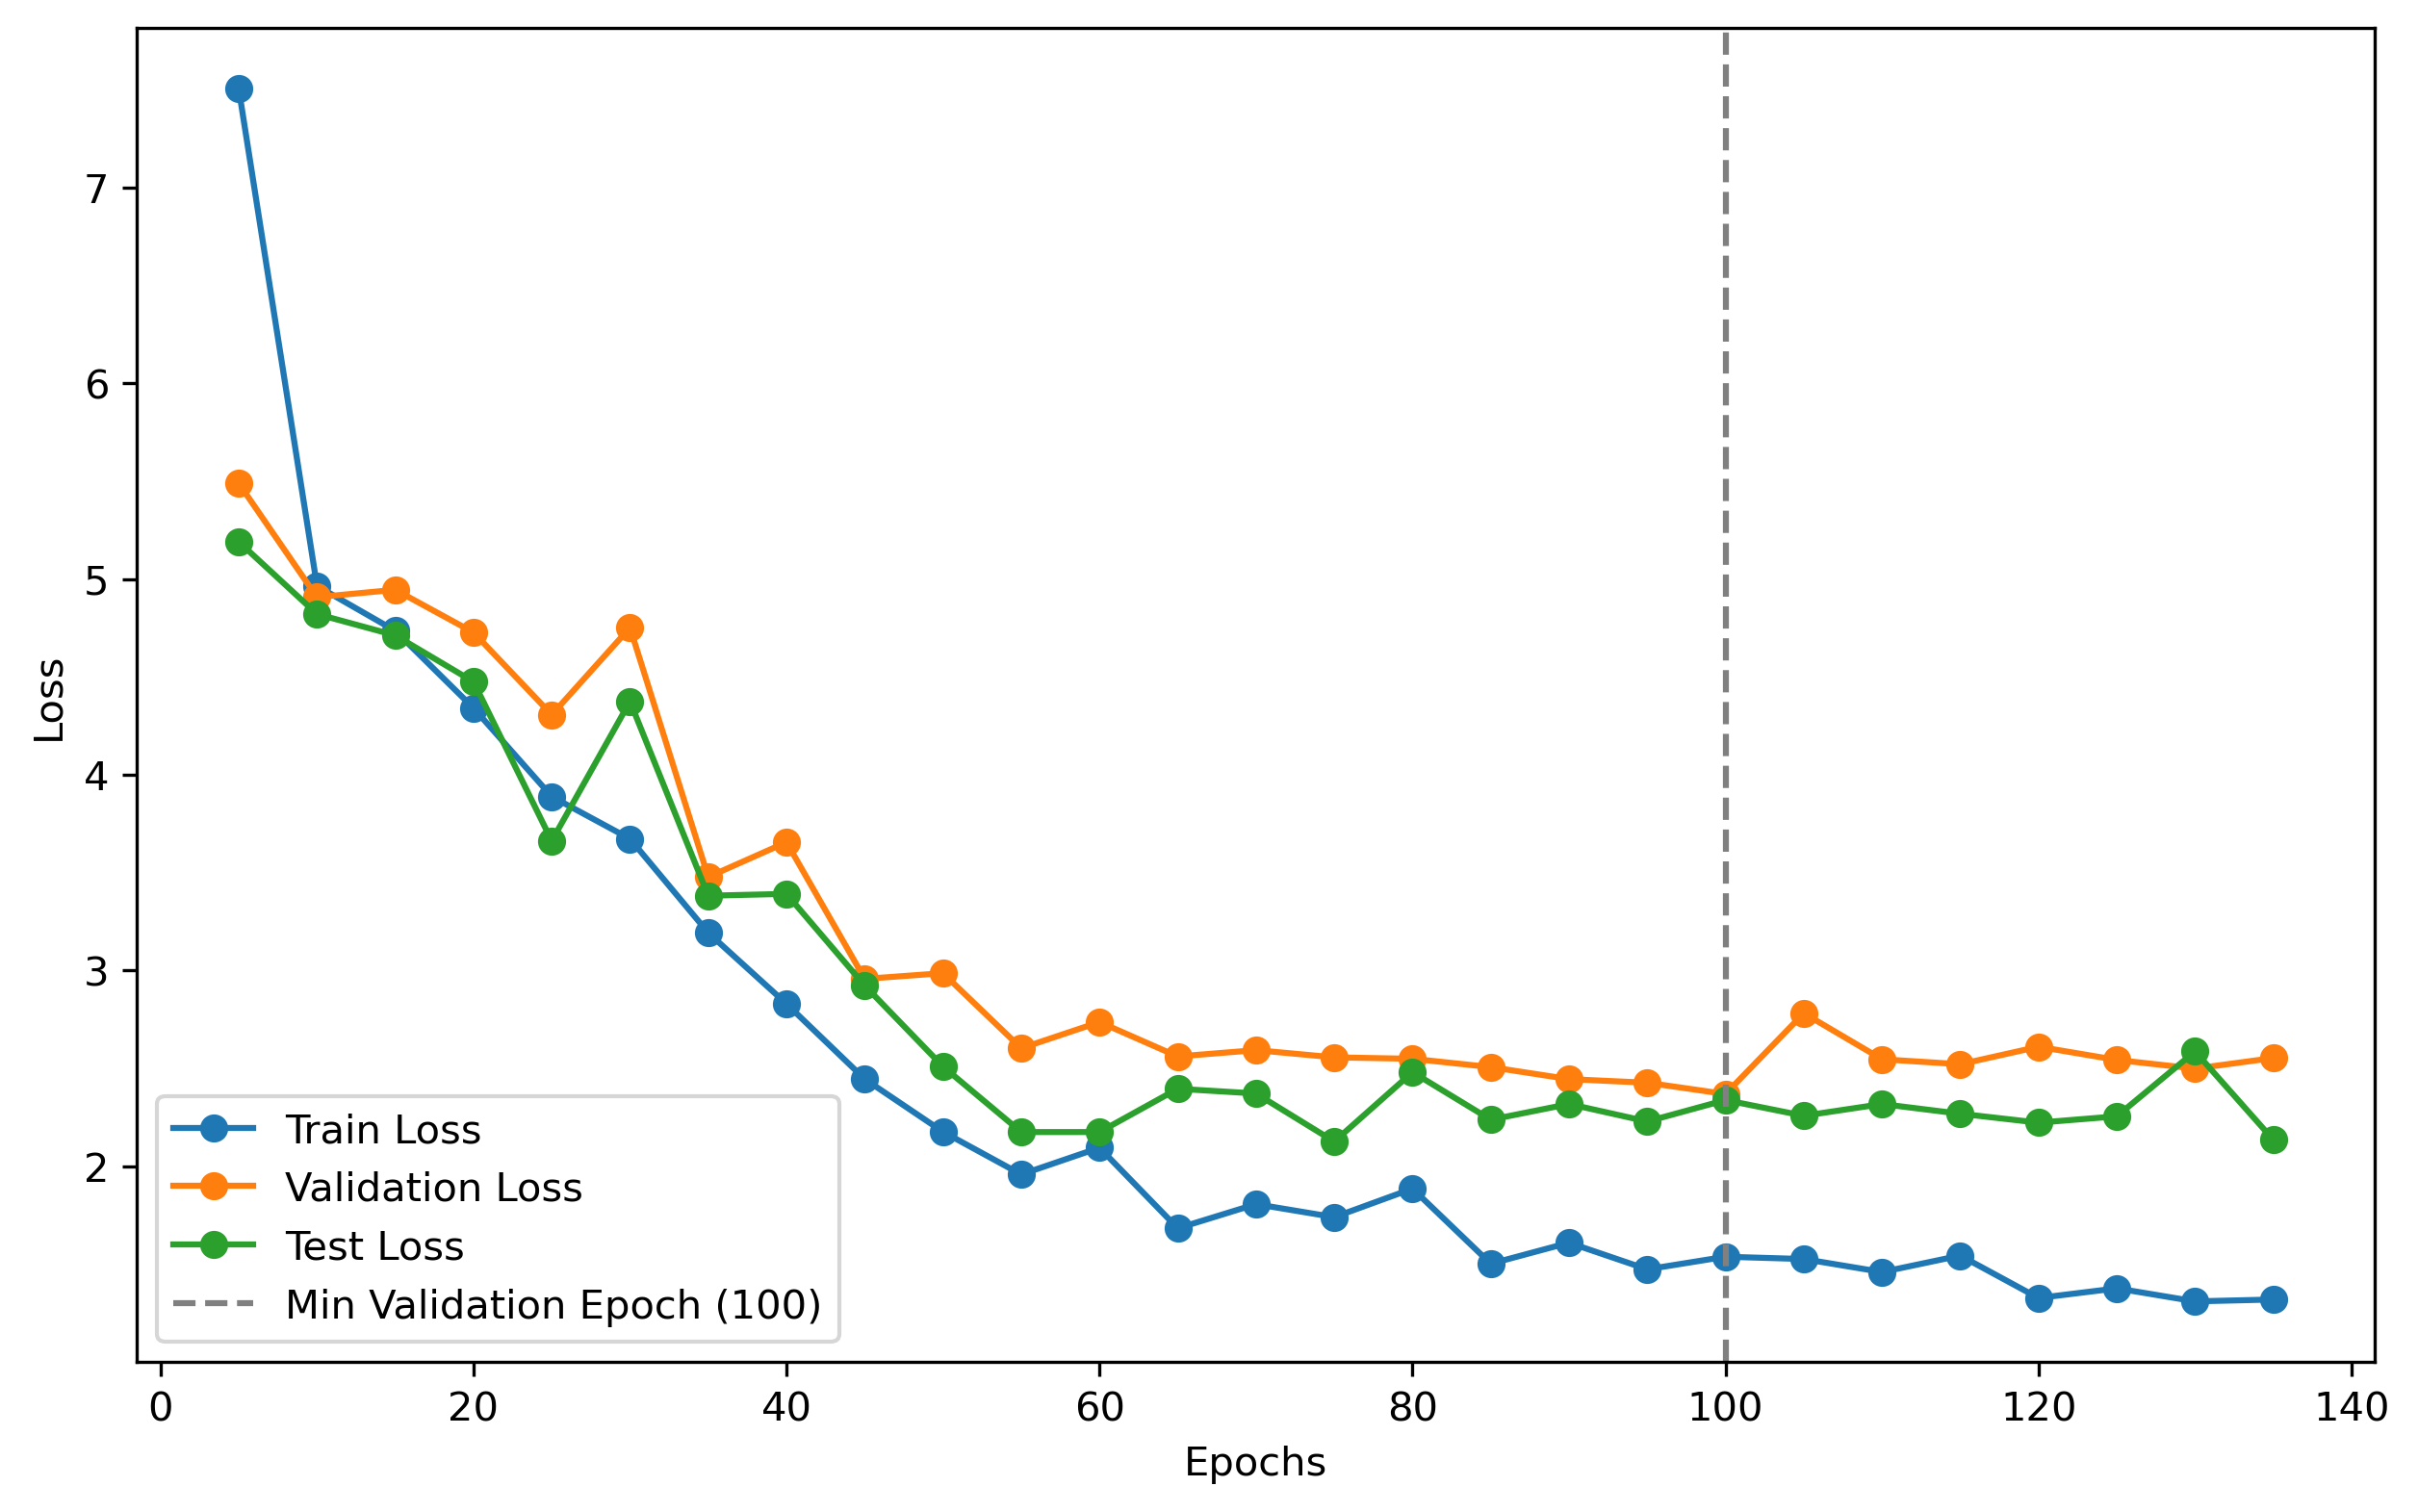 7
6
5
4
3
2
Loss
Train Loss
Validation Loss
Test Loss
Min Validation Epoch (100)
0 20 40 60 80 100 120 140
Epochs